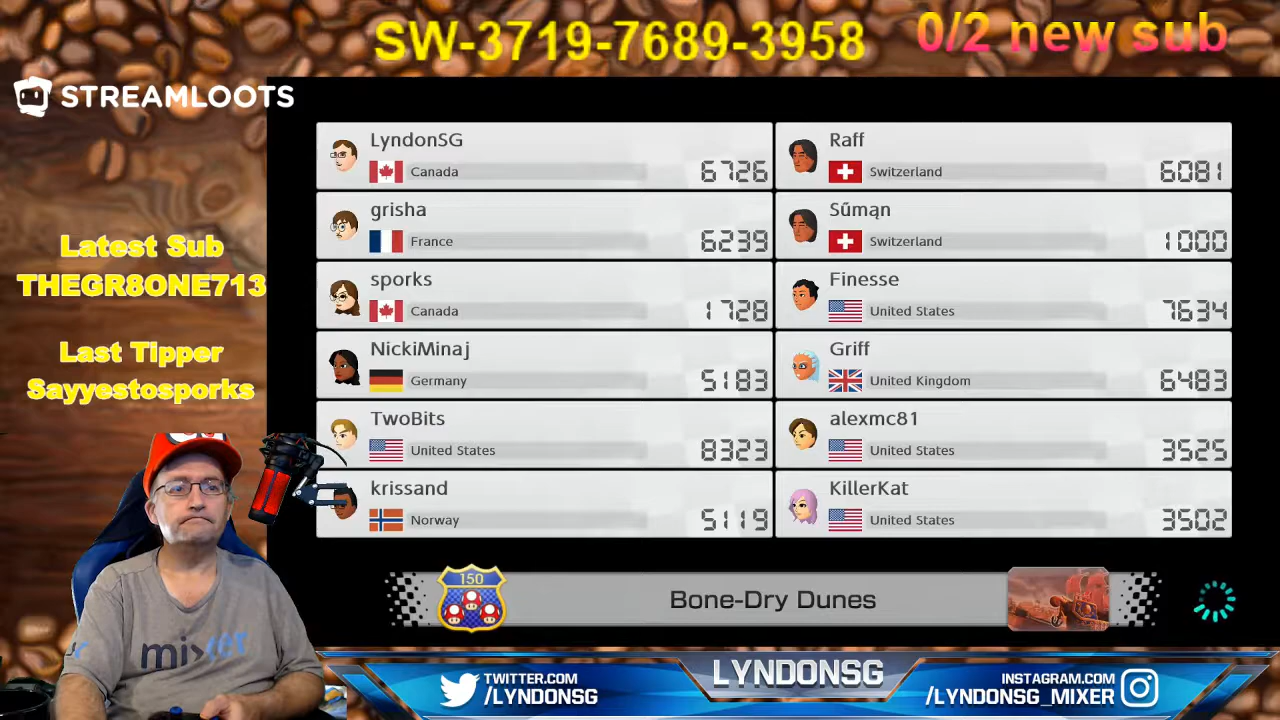 SW-3719-7689-3958
0/2 new sub
STREAMLOOTS
LyndonSG
Canada
6726
Raff
Switzerland
6081
grisha
France
6239
Sűmąn
Switzerland
1000
sporks
Canada
1728
Finesse
United States
7634
NickiMinaj
Germany
5183
Griff
United Kingdom
6483
TwoBits
United States
8323
alexmc81
United States
3525
krissand
Norway
5119
KillerKat
United States
3502
Latest Sub
THEGR8ONE713
Last Tipper
Sayyestosporks
mixer
150
Bone-Dry Dunes
TWITTER.COM
/LYNDONSG
LYNDONSG
INSTAGRAM.COM
/LYNDONSG_MIXER